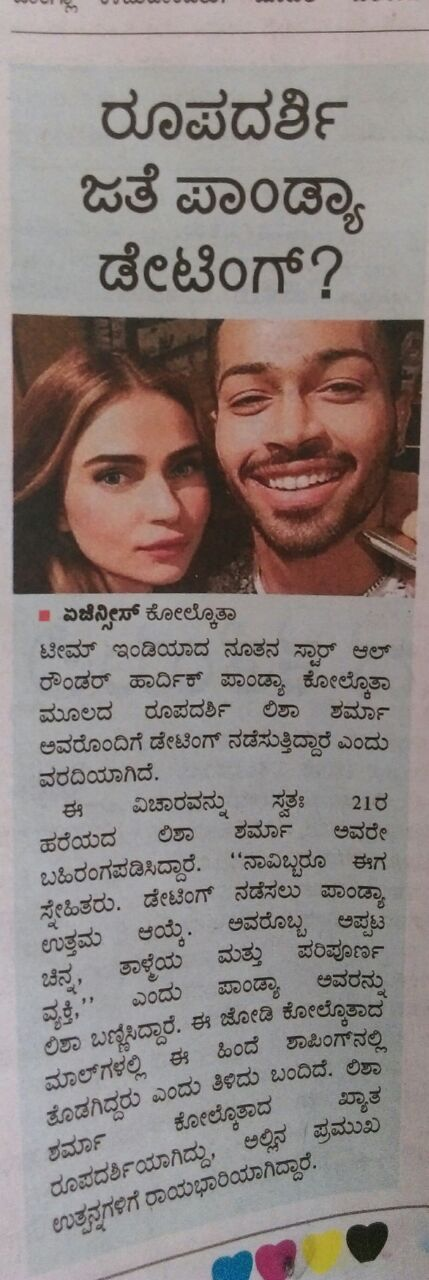 ರೂಪದರ್ಶಿ
ಜತೆ ಪಾಂಡ್ಯಾ
ಡೇಟಿಂಗ್?
ಏಜೆನ್ಸೀಸ್ ಕೋಲ್ಕೊತಾ
ಟೀಮ್ ಇಂಡಿಯಾದ ನೂತನ ಸ್ಟಾರ್ ಆಲ್
ರೌಂಡರ್ ಹಾರ್ದಿಕ್ ಪಾಂಡ್ಯಾ ಕೋಲ್ಕೊತಾ
ಮೂಲದ ರೂಪದರ್ಶಿ ಲಿಶಾ ಶರ್ಮಾ
ಅವರೊಂದಿಗೆ ಡೇಟಿಂಗ್ ನಡೆಸುತ್ತಿದ್ದಾರೆ ಎಂದು
ವರದಿಯಾಗಿದೆ.
ಈ ವಿಚಾರವನ್ನು ಸ್ವತಃ 21ರ
ಹರೆಯದ ಲಿಶಾ ಶರ್ಮಾ ಅವರೇ
ಬಹಿರಂಗಪಡಿಸಿದ್ದಾರೆ. ‘‘ನಾವಿಬ್ಬರೂ ಈಗ
ಸ್ನೇಹಿತರು. ಡೇಟಿಂಗ್ ನಡೆಸಲು ಪಾಂಡ್ಯಾ
ಉತ್ತಮ ಆಯ್ಕೆ. ಅವರೊಬ್ಬ ಅಪ್ಪಟ
ಚಿನ್ನ, ತಾಳ್ಮೆಯ ಮತ್ತು ಪರಿಪೂರ್ಣ
ವ್ಯಕ್ತಿ,’’ ಎಂದು ಪಾಂಡ್ಯಾ ಅವರನ್ನು
ಲಿಶಾ ಬಣ್ಣಿಸಿದ್ದಾರೆ. ಈ ಜೋಡಿ ಕೋಲ್ಕೊತಾದ
ಮಾಲ್‌ಗಳಲ್ಲಿ ಈ ಹಿಂದೆ ಶಾಪಿಂಗ್‌ನಲ್ಲಿ
ತೊಡಗಿದ್ದರು ಎಂದು ತಿಳಿದು ಬಂದಿದೆ. ಲಿಶಾ
ಶರ್ಮಾ ಕೋಲ್ಕೊತಾದ ಖ್ಯಾತ
ರೂಪದರ್ಶಿಯಾಗಿದ್ದು, ಅಲ್ಲಿನ ಪ್ರಮುಖ
ಉತ್ಪನ್ನಗಳಿಗೆ ರಾಯಭಾರಿಯಾಗಿದ್ದಾರೆ.